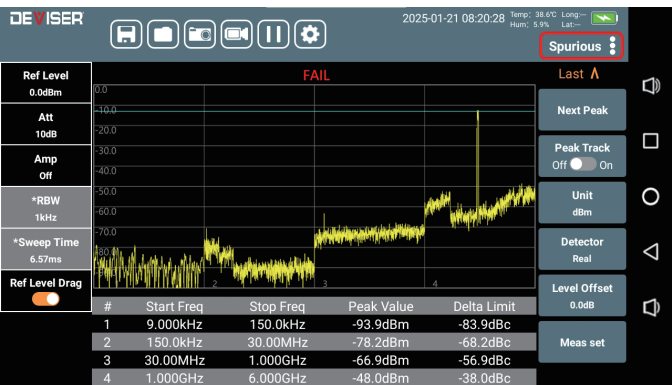 DEVISER
2025-01-21 08:20:28
Temp: 38.6℃ Long:--
Hum: 5.9% Lat:--
Spurious
Ref Level
0.0dBm
Att
10dB
Amp
Off
*RBW
1kHz
*Sweep Time
6.57ms
Ref Level Drag
FAIL
0.0
-10.0
-20.0
-30.0
-40.0
-50.0
-60.0
-70.0
2
3
4
Last
Next Peak
Peak Track
Off On
Unit
dBm
Detector
Real
Level Offset
0.0dB
Meas set
# Start Freq Stop Freq Peak Value Delta Limit
1 9.000kHz 150.0kHz -93.9dBm -83.9dBc
2 150.0kHz 30.00MHz -78.2dBm -68.2dBc
3 30.00MHz 1.000GHz -66.9dBm -56.9dBc
4 1.000GHz 6.000GHz -48.0dBm -38.0dBc